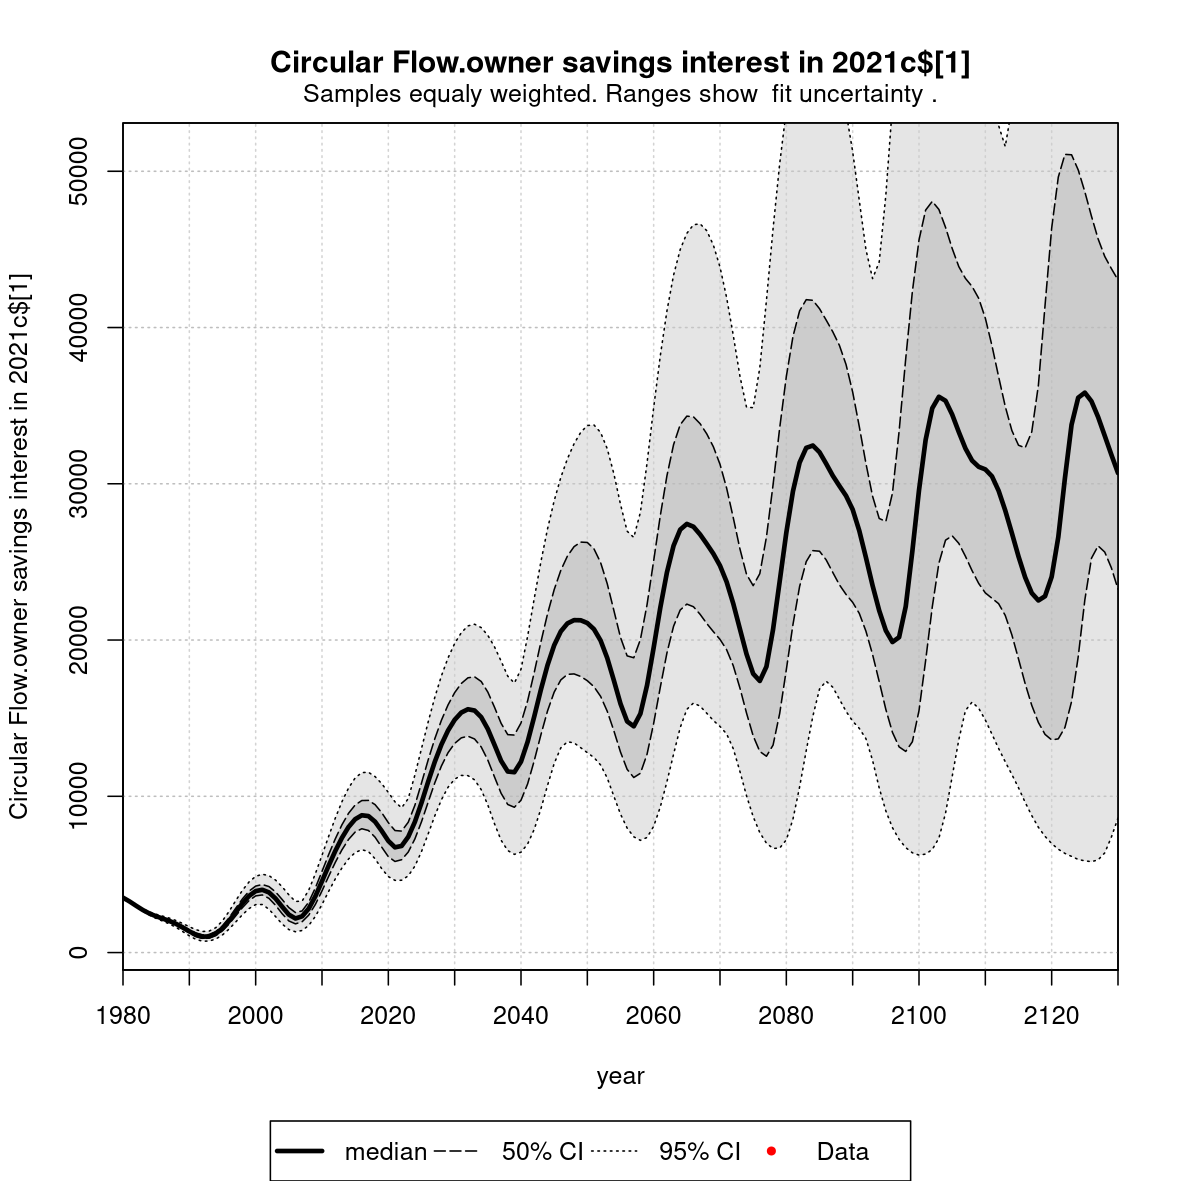 Circular Flow.owner savings interest in 2021c$[1]
Samples equaly weighted. Ranges show  fit uncertainty .
Circular Flow.owner savings interest in 2021c$[1]
50000
40000
30000
20000
10000
0
1980 2000 2020 2040 2060 2080 2100 2120
year
median 50% CI 95% CI Data